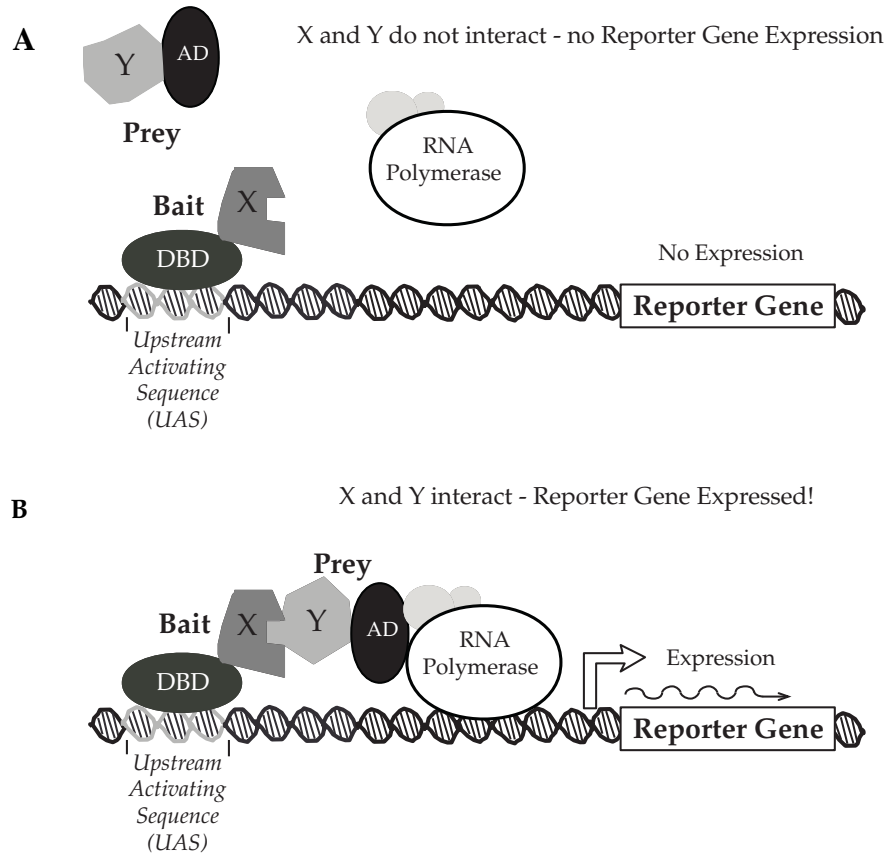 A
X and Y do not interact - no Reporter Gene Expression
Y
AD
Prey
RNA
Polymerase
Bait
X
DBD
No Expression
Reporter Gene
Upstream
Activating
Sequence
(UAS)
B
X and Y interact - Reporter Gene Expressed!
Prey
Bait
X
Y
AD
RNA
Polymerase
DBD
Expression
Reporter Gene
Upstream
Activating
Sequence
(UAS)